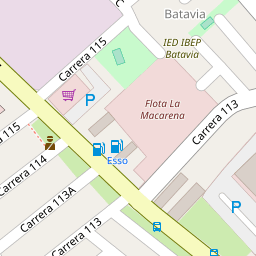 Batavia
IED IBEP
Batavia
Carrera 115
P
Flota La
Macarena
Carrera 113
115
Esso
Carrera 114
Carrera 113A
Carrera 113
P